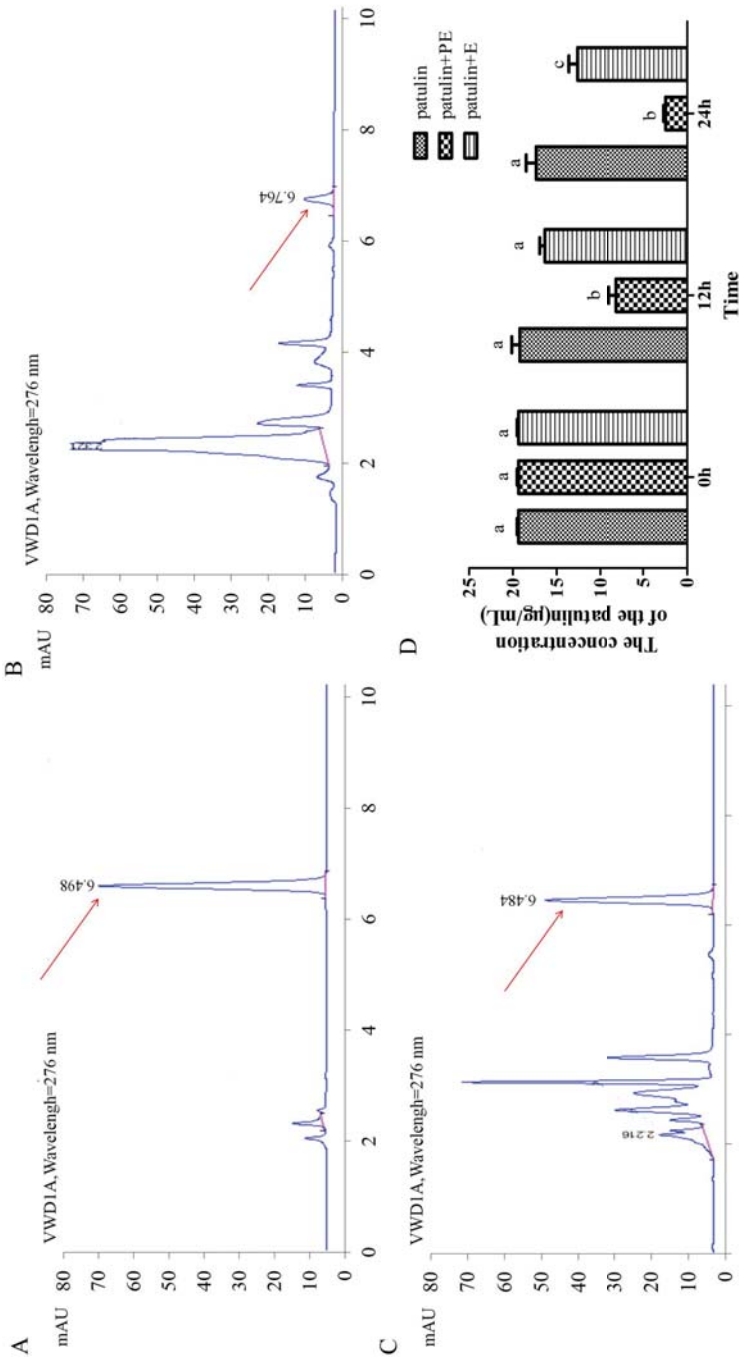 A
VWD1A,Wavelengh=276 nm
mAU
80
70
60
50
40
30
20
10
0
6.498
0
2
4
6
8
10
B
VWD1A,Wavelengh=276 nm
mAU
80
70
60
50
40
30
20
10
0
6.764
0
2
4
6
8
10
C
VWD1A,Wavelengh=276 nm
mAU
80
70
60
50
40
30
20
10
0
2.216
6.484
D
The concentration
of the patulin(μg/mL)
25
20
15
10
5
0
a
a
a
a
b
a
a
b
c
patulin
patulin+PE
patulin+E
0h
12h
24h
Time